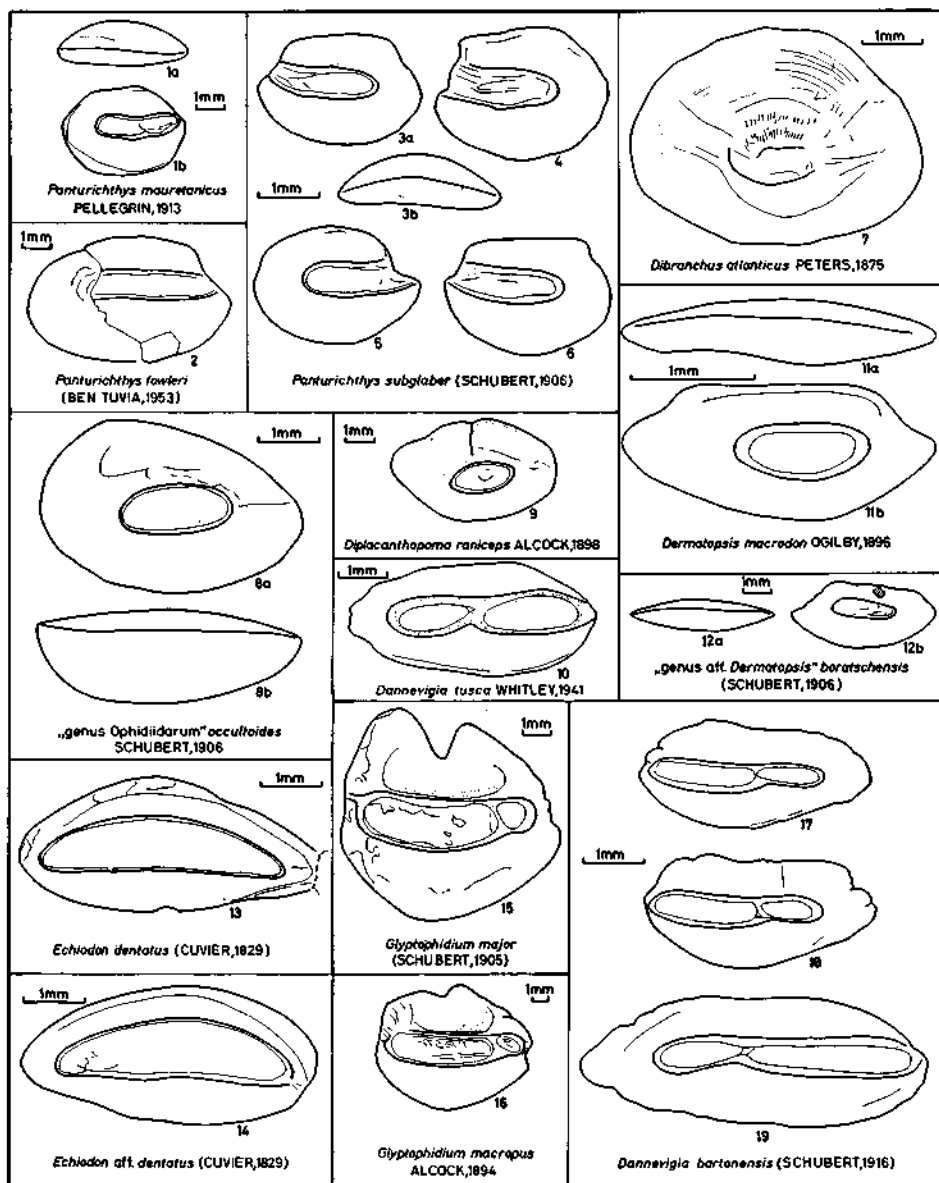 1a
1mm
1b
Panturichthys mauretanicus
PELLEGRIN,1913
3a
4
1mm
3b
5
6
Panturichthys subglaber (SCHUBERT,1906)
1mm
7
Dibranchus atlanticus PETERS,1875
1mm
2
Panturichthys fowleri
(BEN TUVIA,1953)
11a
1mm
11b
Dermatopsis macrodon OGILBY,1896
1mm
8a
8b
„genus Ophidiidarum" occultoides
SCHUBERT,1906
1mm
9
Diplacanthopoma raniceps ALCOCK,1898
1mm
10
Dannevigia tusca WHITLEY,1941
1mm
12a
12b
„genus aff. Dermatopsis" boratschensis
(SCHUBERT,1906)
1mm
13
Echiodon dentatus (CUVIER,1829)
1mm
15
Glyptophidium major
(SCHUBERT,1905)
17
1mm
18
19
Dannevigia bartonensis (SCHUBERT,1916)
1mm
14
Echiodon aff. dentatus (CUVIER,1829)
1mm
16
Glyptophidium macropus
ALCOCK,1894